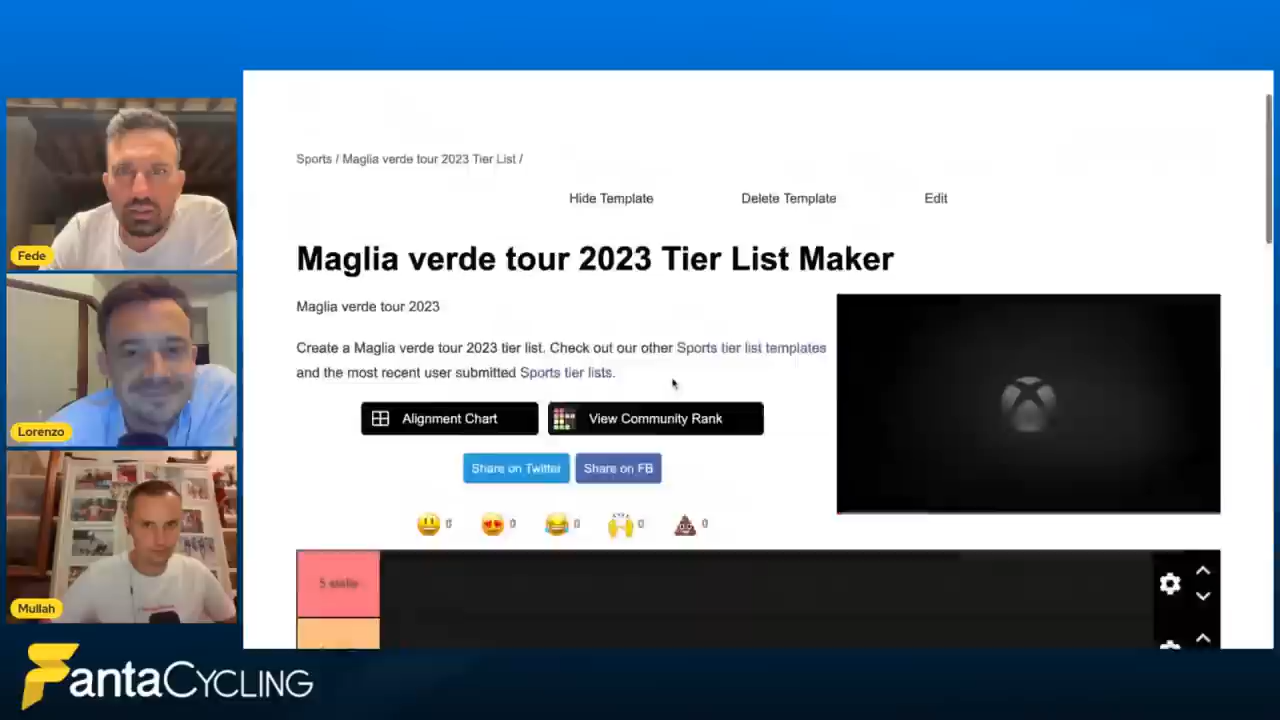 Sports / Maglia verde tour 2023 Tier List /
Hide Template
Delete Template
Edit
Maglia verde tour 2023 Tier List Maker
Maglia verde tour 2023
Create a Maglia verde tour 2023 tier list. Check out our other Sports tier list templates
and the most recent user submitted Sports tier lists.
Alignment Chart
View Community Rank
Share on Twitter
Share on FB
0
0
0
0
0
5 stelle
Fede
Lorenzo
Mullah
FantaCycling